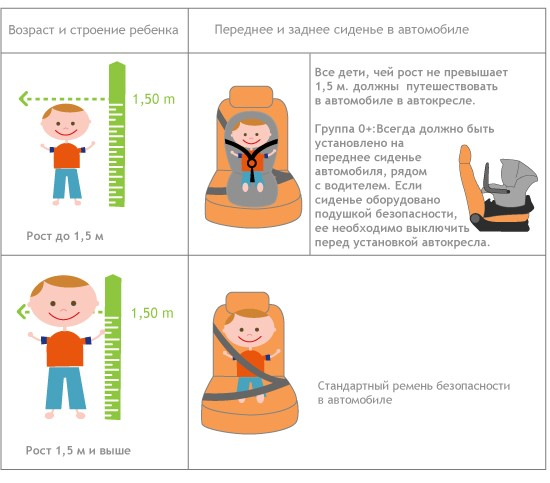 Возраст и строение ребенка
Переднее и заднее сиденье в автомобиле
1,50 m
Рост до 1,5 м
Все дети, чей рост не превышает
1,5 м. должны путешествовать
в автомобиле в автокресле.
Группа 0+:Всегда должно быть
установлено на
переднее сиденье
автомобиля, рядом
с водителем. Если
сиденье оборудовано
подушкой безопасности,
ее необходимо выключить
перед установкой автокресла.
1,50 m
Рост 1,5 м и выше
Стандартный ремень безопасности
в автомобиле